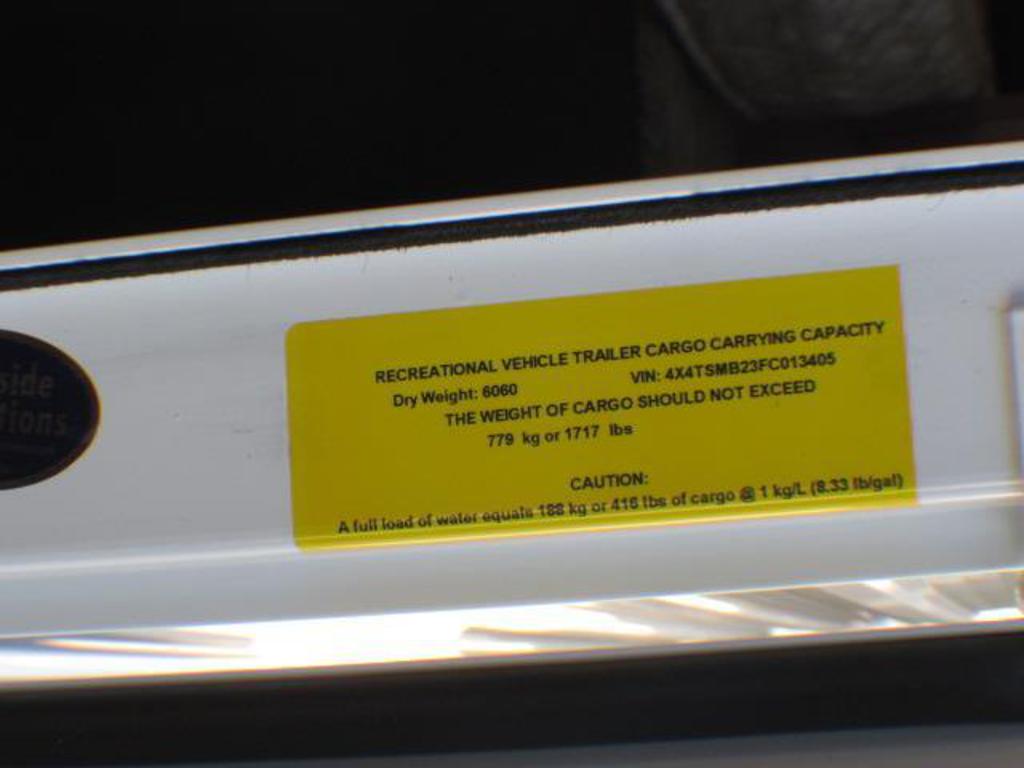 side
tions
RECREATIONAL VEHICLE TRAILER CARGO CARRYING CAPACITY
Dry Weight: 6060 VIN: 4X4TSMB23FC013405
THE WEIGHT OF CARGO SHOULD NOT EXCEED
779 kg or 1717 lbs
CAUTION:
A full load of water equals 188 kg or 416 lbs of cargo @ 1 kg/L (8.33 lb/gal)